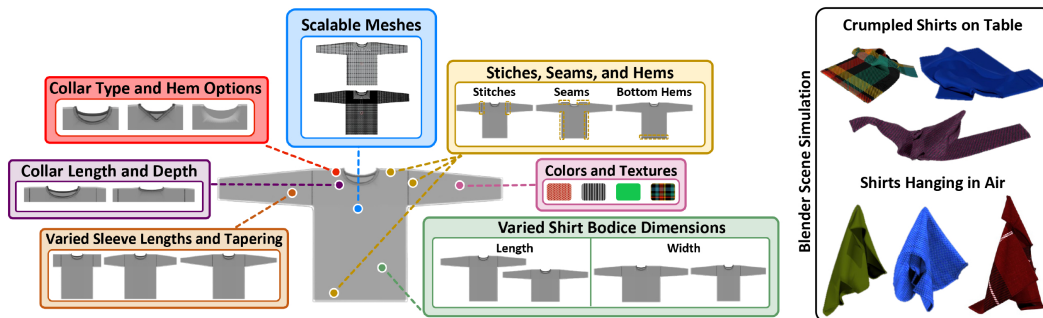 Scalable Meshes
Collar Type and Hem Options
Stiches, Seams, and Hems
Stitches
Seams
Bottom Hems
Collar Length and Depth
Colors and Textures
Varied Sleeve Lengths and Tapering
Varied Shirt Bodice Dimensions
Length
Width
Blender Scene Simulation
Crumpled Shirts on Table
Shirts Hanging in Air